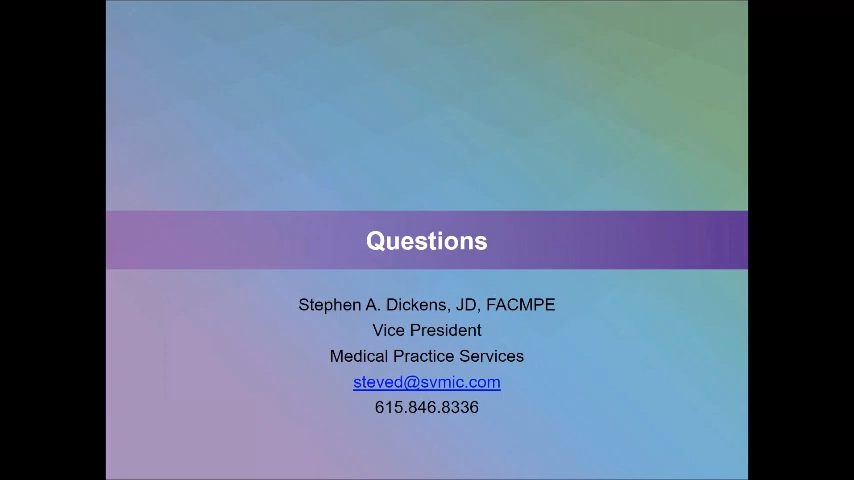 Questions
Stephen A. Dickens, JD, FACMPE
Vice President
Medical Practice Services
steved@svmic.com
615.846.8336